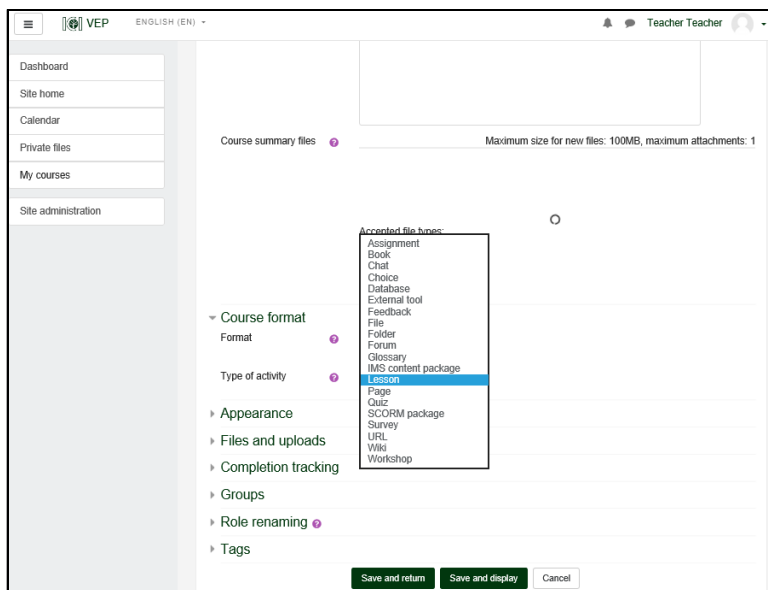 VEP ENGLISH (EN) Teacher Teacher
Dashboard
Site home
Calendar
Private files
My courses
Site administration
Course summary files Maximum size for new files: 100MB, maximum attachments: 1
Accepted file types:
Assignment
Book
Chat
Choice
Database
External tool
Feedback
File
Folder
Forum
Glossary
IMS content package
Lesson
Page
Quiz
SCORM package
Survey
URL
Wiki
Workshop
Course format
Format
Type of activity
Appearance
Files and uploads
Completion tracking
Groups
Role renaming
Tags
Save and return Save and display Cancel